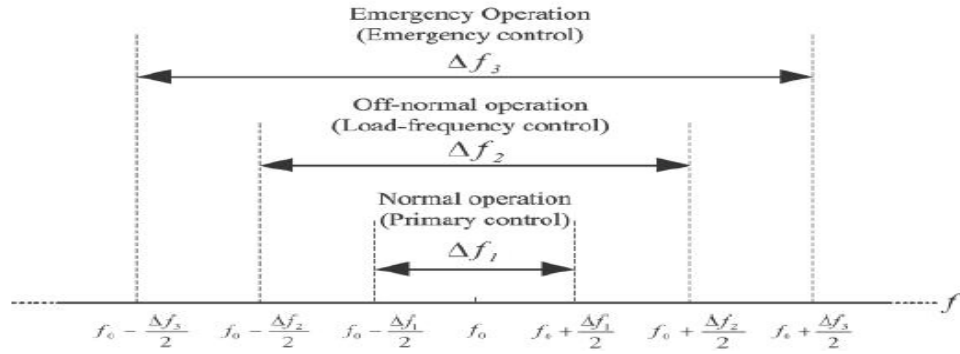 Emergency Operation
(Emergency control)
Δf₃
Off-normal operation
(Load-frequency control)
Δf₂
Normal operation
(Primary control)
Δf₁
f
f₀ − Δf₃/2 f₀ − Δf₂/2 f₀ − Δf₁/2 f₀ f₀ + Δf₁/2 f₀ + Δf₂/2 f₀ + Δf₃/2